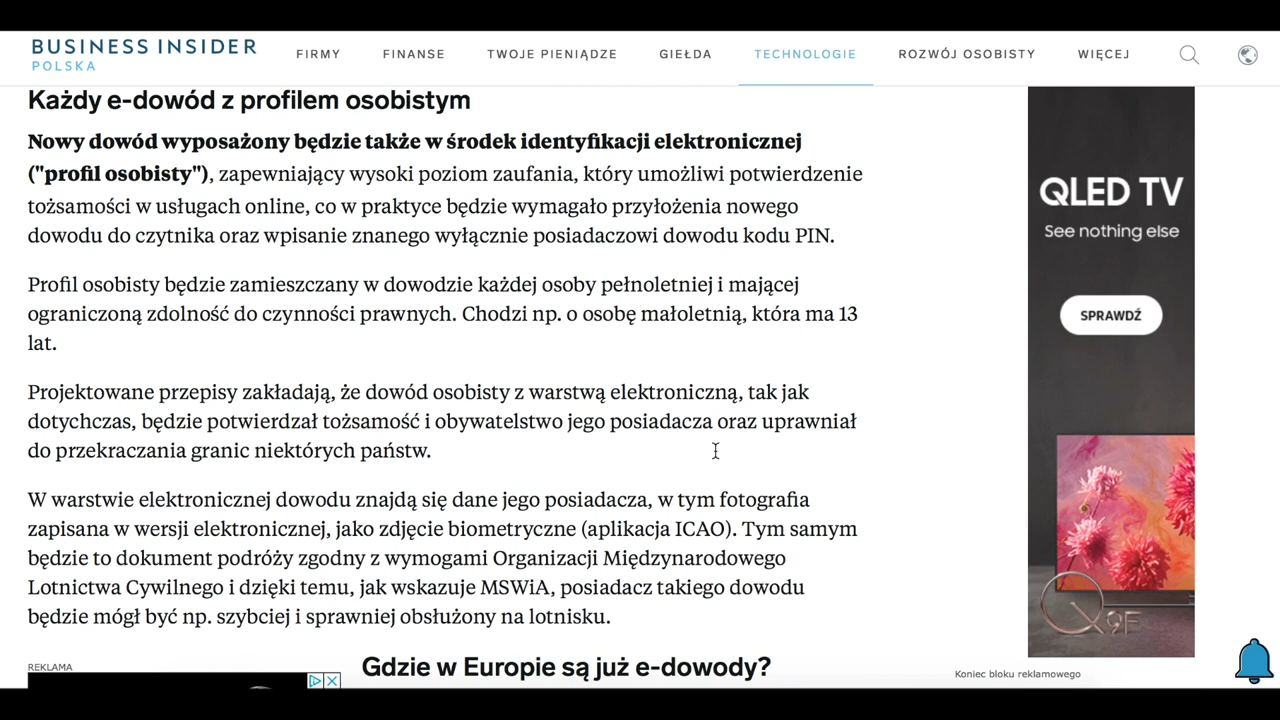 BUSINESS INSIDER
POLSKA
FIRMY FINANSE TWOJE PIENIĄDZE GIEŁDA TECHNOLOGIE ROZWÓJ OSOBISTY WIĘCEJ
Każdy e-dowód z profilem osobistym
Nowy dowód wyposażony będzie także w środek identyfikacji elektronicznej
("profil osobisty"), zapewniający wysoki poziom zaufania, który umożliwi potwierdzenie
tożsamości w usługach online, co w praktyce będzie wymagało przyłożenia nowego
dowodu do czytnika oraz wpisanie znanego wyłącznie posiadaczowi dowodu kodu PIN.
Profil osobisty będzie zamieszczany w dowodzie każdej osoby pełnoletniej i mającej
ograniczoną zdolność do czynności prawnych. Chodzi np. o osobę małoletnią, która ma 13
lat.
Projektowane przepisy zakładają, że dowód osobisty z warstwą elektroniczną, tak jak
dotychczas, będzie potwierdzał tożsamość i obywatelstwo jego posiadacza oraz uprawniał
do przekraczania granic niektórych państw.
W warstwie elektronicznej dowodu znajdą się dane jego posiadacza, w tym fotografia
zapisana w wersji elektronicznej, jako zdjęcie biometryczne (aplikacja ICAO). Tym samym
będzie to dokument podróży zgodny z wymogami Organizacji Międzynarodowego
Lotnictwa Cywilnego i dzięki temu, jak wskazuje MSWiA, posiadacz takiego dowodu
będzie mógł być np. szybciej i sprawniej obsłużony na lotnisku.
REKLAMA
Gdzie w Europie są już e-dowody?
QLED TV
See nothing else
SPRAWDŹ
Q9F
Koniec bloku reklamowego